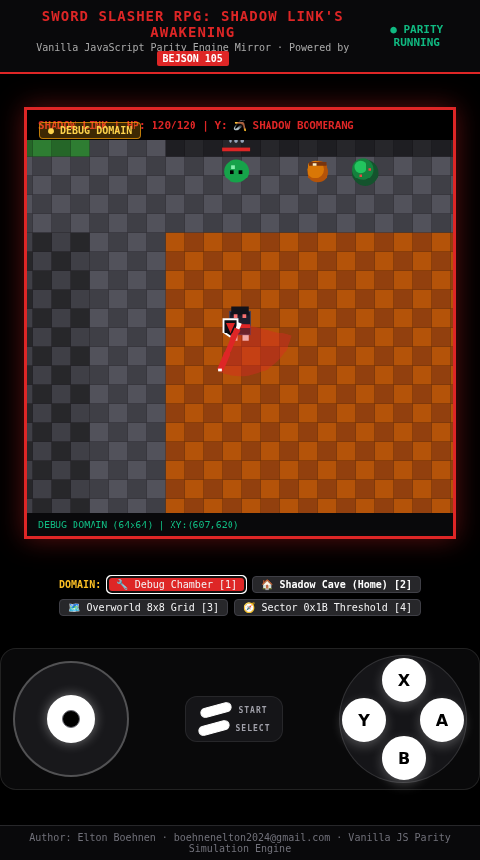 SWORD SLASHER RPG: SHADOW LINK'S
AWAKENING
Vanilla JavaScript Parity Engine Mirror · Powered by
BEJSON 105
● PARITY
RUNNING
SHADOW LINK | HP: 120/120 | Y: 🪃 SHADOW BOOMERANG
● DEBUG DOMAIN
DEBUG DOMAIN (64x64) | XY:(607,620)
DOMAIN: 🔧 Debug Chamber [1] 🏠 Shadow Cave (Home) [2]
🗺️ Overworld 8x8 Grid [3] 🧭 Sector 0x1B Threshold [4]
X
START
Y A
SELECT
B
Author: Elton Boehnen · boehnenelton2024@gmail.com · Vanilla JS Parity
Simulation Engine